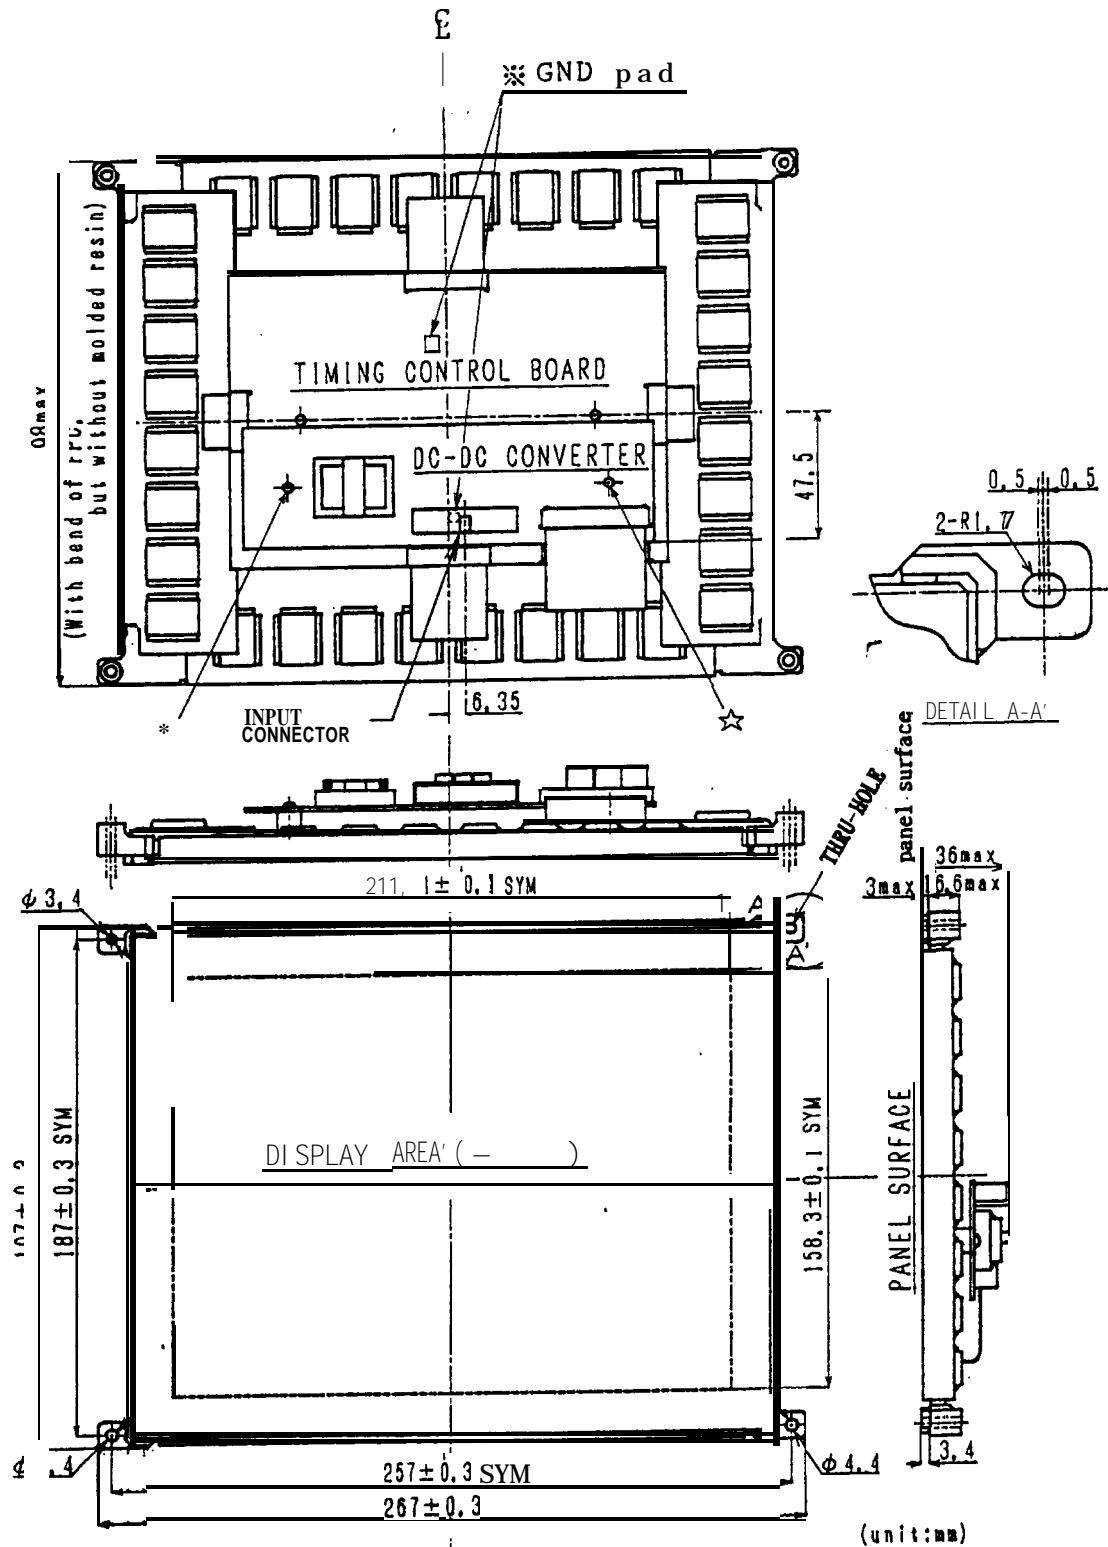 ℄
※ GND pad
(With bend of
but without molded resin)
TIMING CONTROL BOARD
DC-DC CONVERTER
47.5
0.5 0.5
2-R1.
6.35
*
INPUT
CONNECTOR
☆
DETAIL A-A'
panel surface
THRU-HOLE
36max
3max 16.6max
211, 1± 0.1 SYM
φ3,4
A
A'
187±0.3 SYM
DISPLAY AREA' ( — )
158.3±0.1 SYM
PANEL SURFACE
257±0.3 SYM
267±0.3
φ4.4
3,4
(unit:mm)